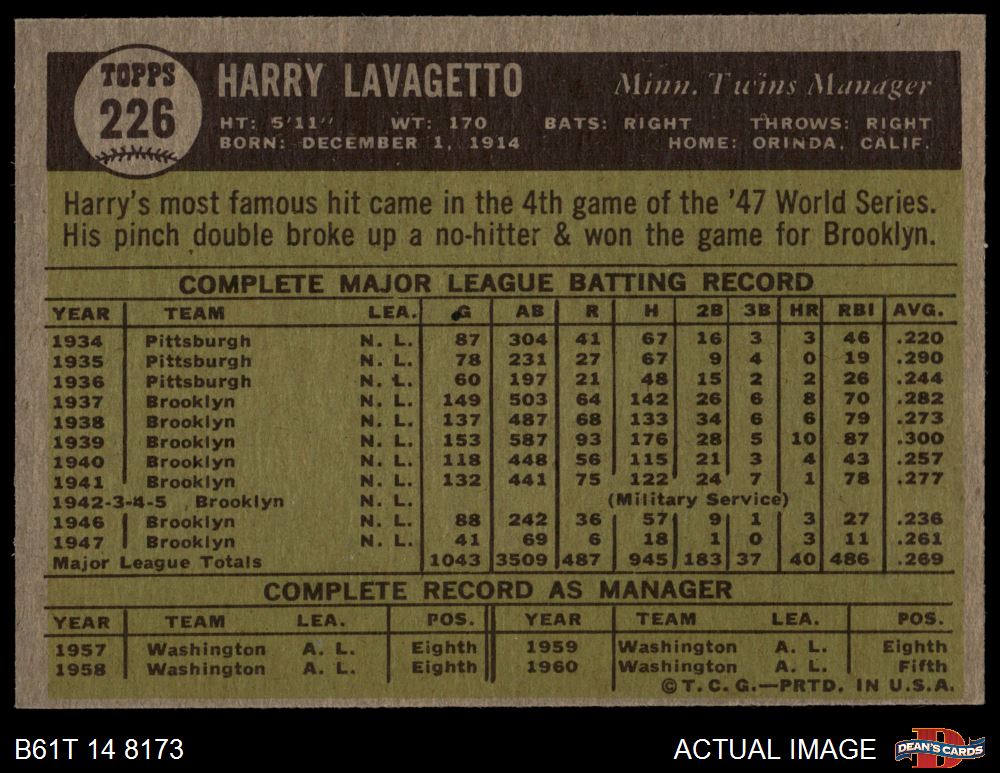 TOPPS
226
HARRY LAVAGETTO Minn. Twins Manager
HT: 5'11" WT: 170 BATS: RIGHT THROWS: RIGHT
BORN: DECEMBER 1, 1914 HOME: ORINDA, CALIF.
Harry's most famous hit came in the 4th game of the '47 World Series.
His pinch double broke up a no-hitter & won the game for Brooklyn.
COMPLETE MAJOR LEAGUE BATTING RECORD
YEAR TEAM LEA. G AB R H 2B 3B HR RBI AVG.
1934 Pittsburgh N. L. 87 304 41 67 16 3 3 46 .220
1935 Pittsburgh N. L. 78 231 27 67 9 4 0 19 .290
1936 Pittsburgh N. L. 60 197 21 48 15 2 2 26 .244
1937 Brooklyn N. L. 149 503 64 142 26 6 8 70 .282
1938 Brooklyn N. L. 137 487 68 133 34 6 6 79 .273
1939 Brooklyn N. L. 153 587 93 176 28 5 10 87 .300
1940 Brooklyn N. L. 118 448 56 115 21 3 4 43 .257
1941 Brooklyn N. L. 132 441 75 122 24 7 1 78 .277
1942-3-4-5 Brooklyn N. L. (Military Service)
1946 Brooklyn N. L. 88 242 36 57 9 1 3 27 .236
1947 Brooklyn N. L. 41 69 6 18 1 0 3 11 .261
Major League Totals 1043 3509 487 945 183 37 40 486 .269
COMPLETE RECORD AS MANAGER
YEAR TEAM LEA. POS. YEAR TEAM LEA. POS.
1957 Washington A. L. Eighth 1959 Washington A. L. Eighth
1958 Washington A. L. Eighth 1960 Washington A. L. Fifth
© T. C. G.—PRTD. IN U.S.A.
B61T 14 8173 ACTUAL IMAGE DEAN'S CARDS